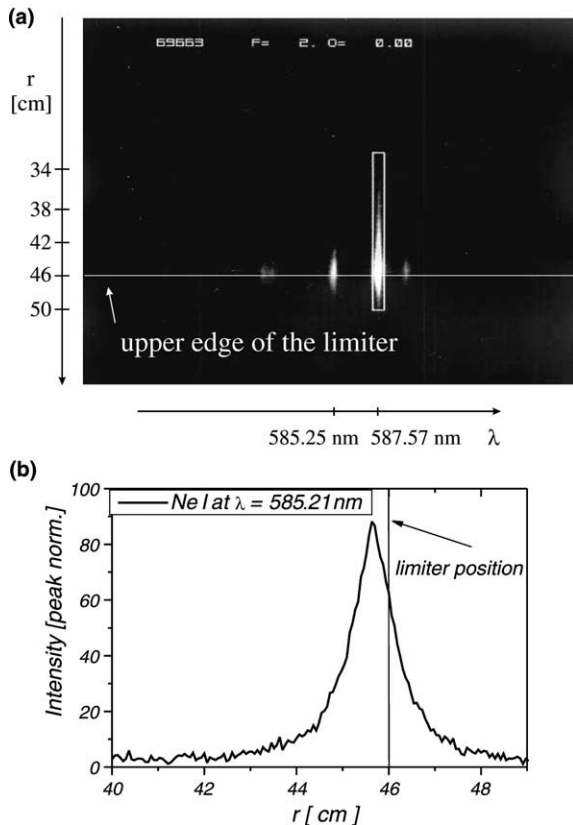 (a)
69663 F= 2. O= 0.00
r
[cm]
34
38
42
46
50
upper edge of the limiter
585.25 nm 587.57 nm λ
(b)
100
80
60
40
20
0
Intensity [peak norm.]
Ne I at λ = 585.21 nm
limiter position
40 42 44 46 48
r [ cm ]